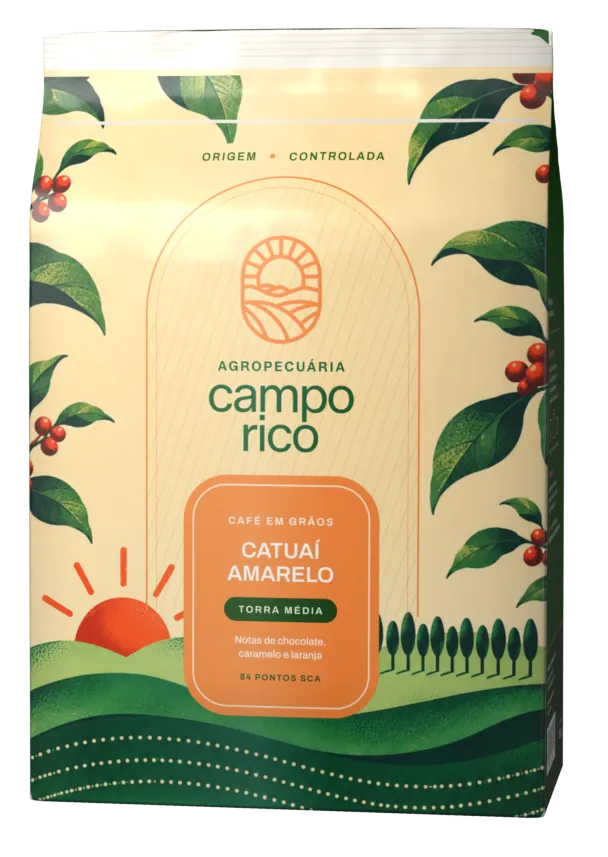 ORIGEM • CONTROLADA
AGROPECUÁRIA
campo
rico
CAFÉ EM GRÃOS
CATUAÍ
AMARELO
TORRA MÉDIA
Notas de chocolate,
caramelo e laranja
84 PONTOS SCA